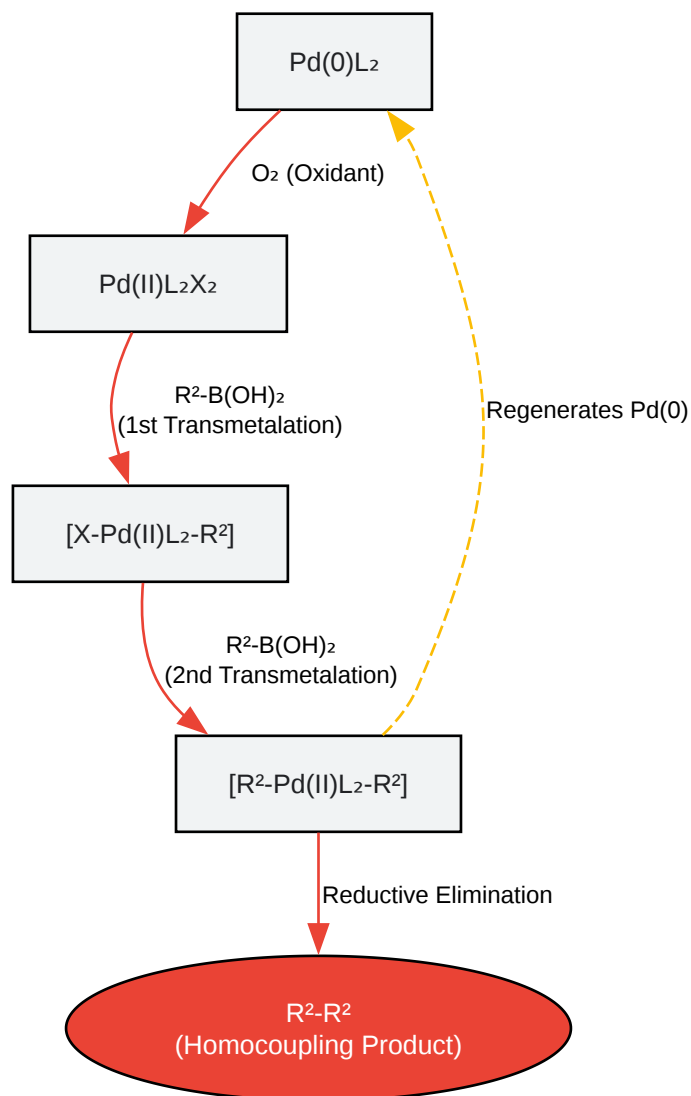 Pd(0)L₂
O₂ (Oxidant)
Pd(II)L₂X₂
R²-B(OH)₂
(1st Transmetalation)
Regenerates Pd(0)
[X-Pd(II)L₂-R²]
R²-B(OH)₂
(2nd Transmetalation)
[R²-Pd(II)L₂-R²]
Reductive Elimination
R²-R²
(Homocoupling Product)